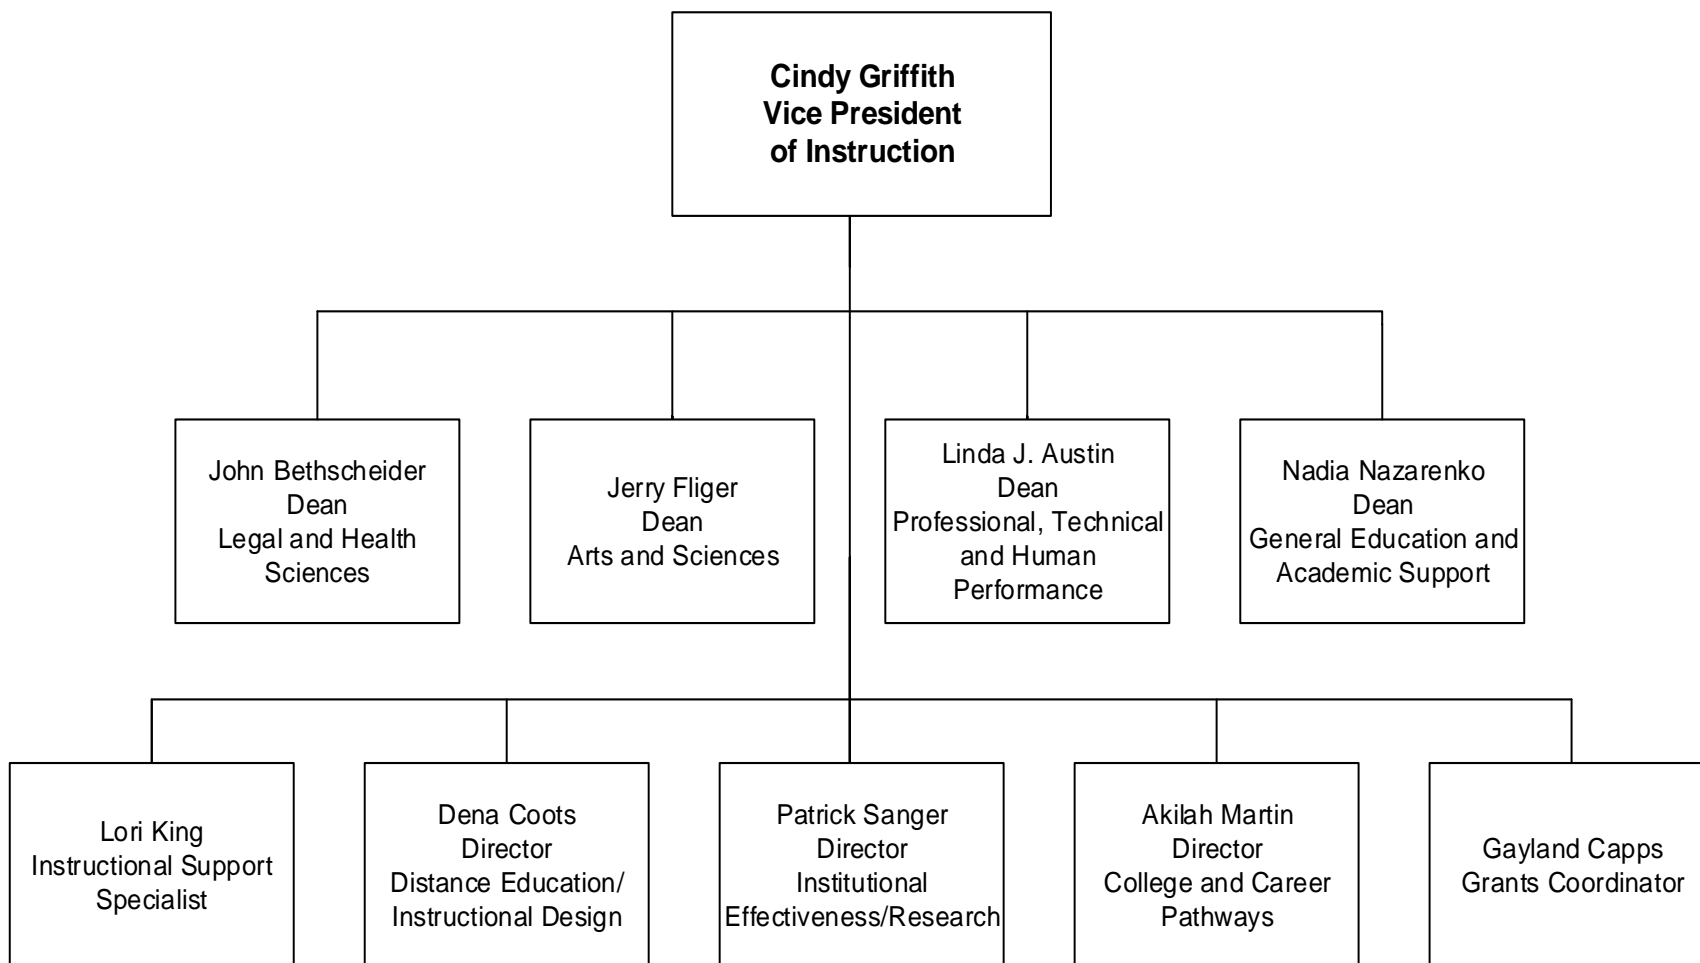 Cindy Griffith
Vice President
of Instruction
John Bethscheider
Dean
Legal and Health
Sciences
Jerry Fliger
Dean
Arts and Sciences
Linda J. Austin
Dean
Professional, Technical
and Human
Performance
Nadia Nazarenko
Dean
General Education and
Academic Support
Lori King
Instructional Support
Specialist
Dena Coots
Director
Distance Education/
Instructional Design
Patrick Sanger
Director
Institutional
Effectiveness/Research
Akilah Martin
Director
College and Career
Pathways
Gayland Capps
Grants Coordinator